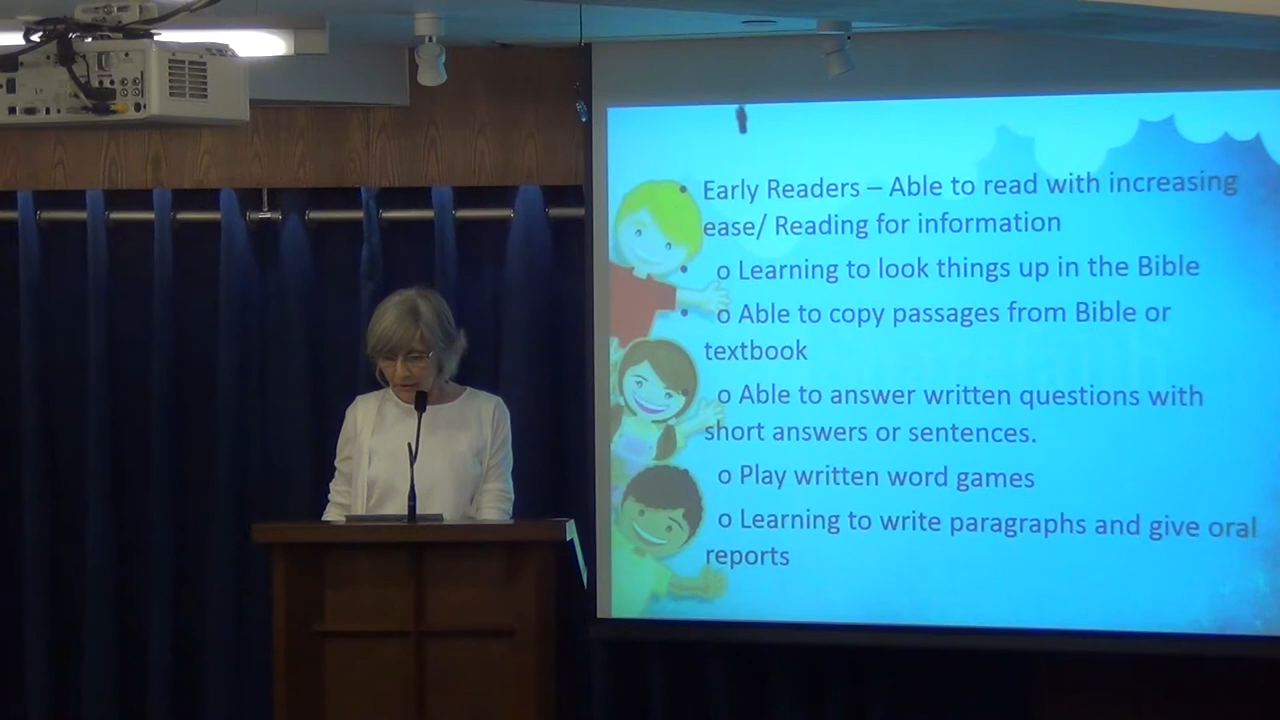 • Early Readers – Able to read with increasing
ease/ Reading for information
• o Learning to look things up in the Bible
• o Able to copy passages from Bible or
textbook
o Able to answer written questions with
short answers or sentences.
o Play written word games
o Learning to write paragraphs and give oral
reports